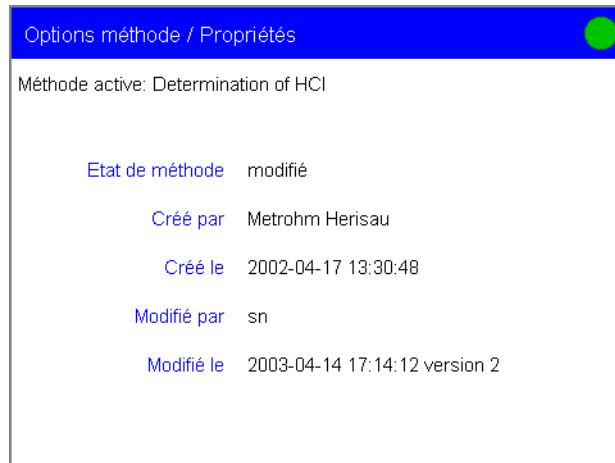 Options méthode / Propriétés
Méthode active: Determination of HCl
Etat de méthode modifié
Créé par Metrohm Herisau
Créé le 2002-04-17 13:30:48
Modifié par sn
Modifié le 2003-04-14 17:14:12 version 2